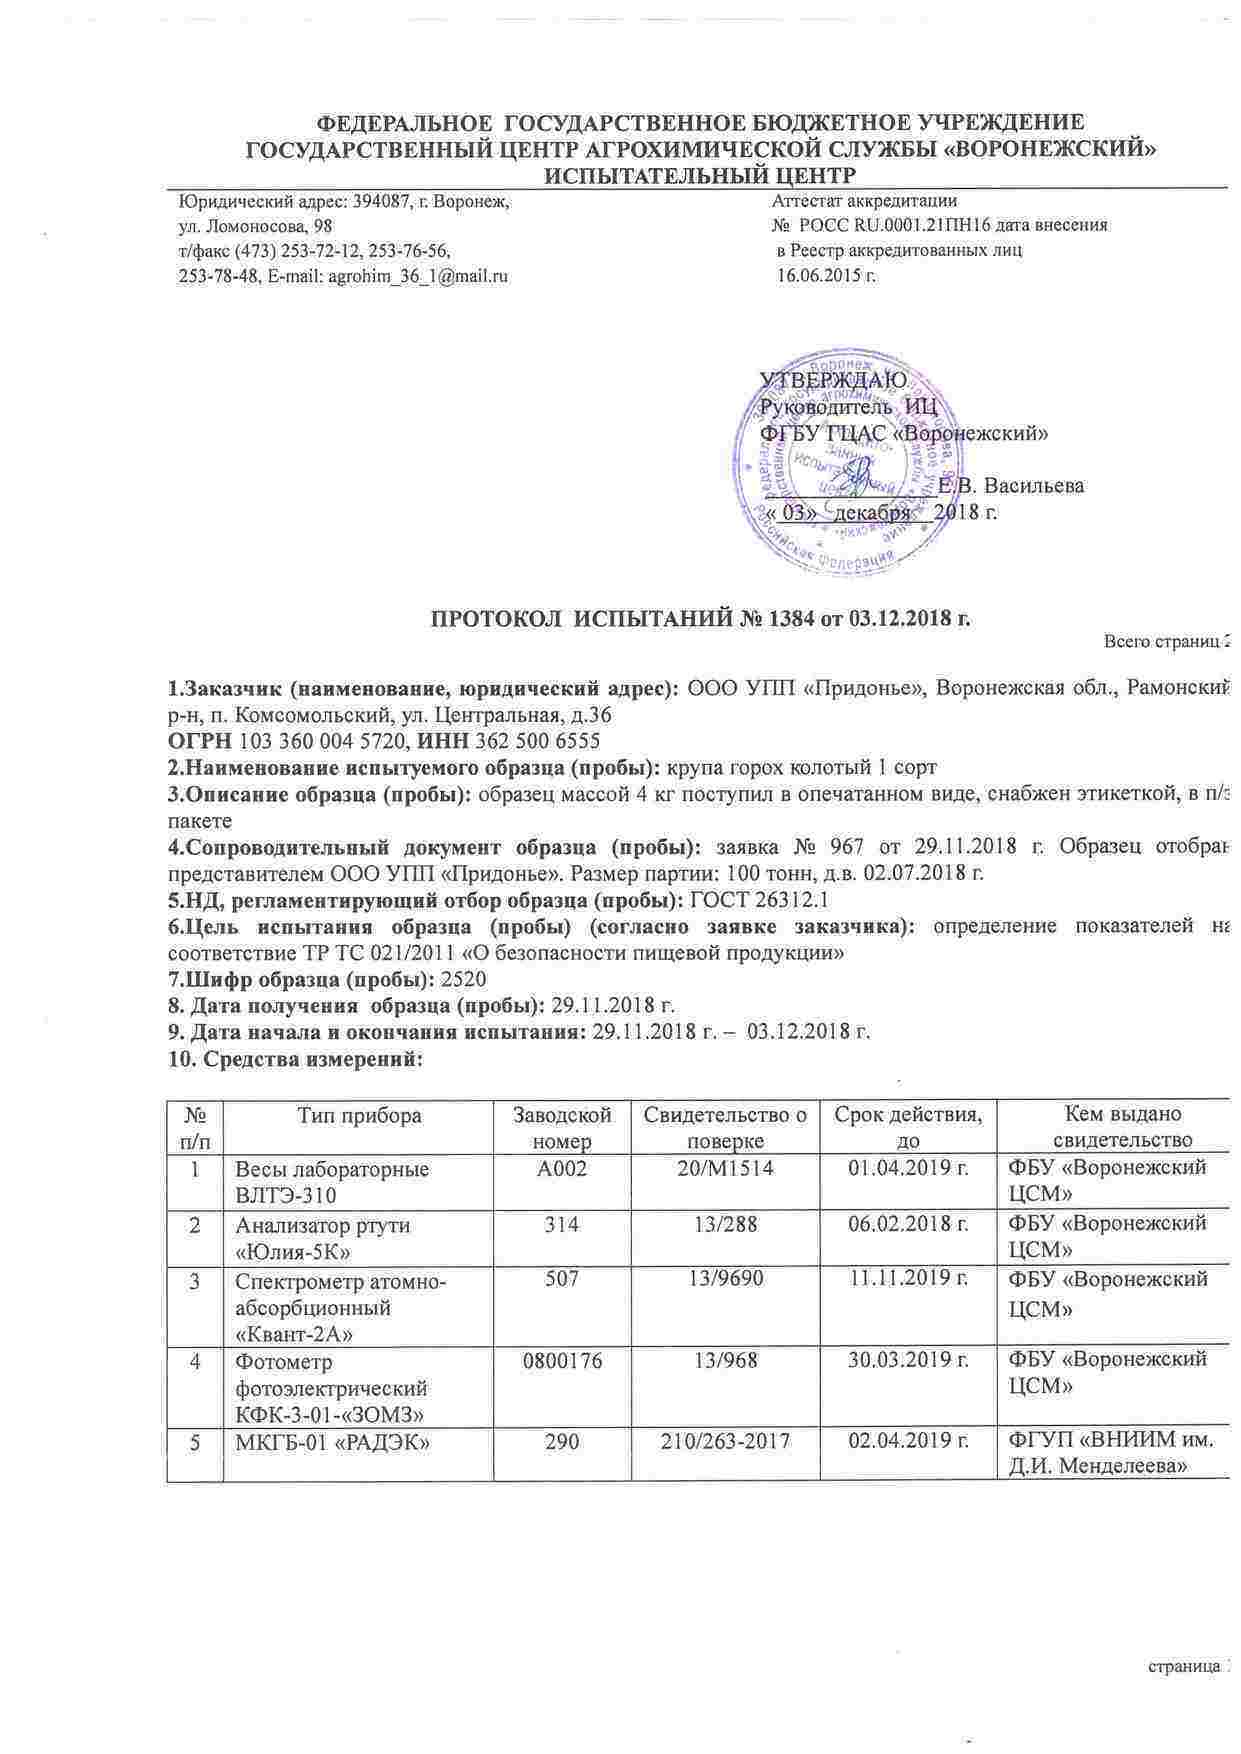 ФЕДЕРАЛЬНОЕ ГОСУДАРСТВЕННОЕ БЮДЖЕТНОЕ УЧРЕЖДЕНИЕ
ГОСУДАРСТВЕННЫЙ ЦЕНТР АГРОХИМИЧЕСКОЙ СЛУЖБЫ «ВОРОНЕЖСКИЙ»
ИСПЫТАТЕЛЬНЫЙ ЦЕНТР
Юридический адрес: 394087, г. Воронеж,
ул. Ломоносова, 98
т/факс (473) 253-72-12, 253-76-56,
253-78-48, E-mail: agrohim_36_1@mail.ru
Аттестат аккредитации
№ РОСС RU.0001.21ПН16 дата внесения
в Реестр аккредитованных лиц
16.06.2015 г.
УТВЕРЖДАЮ
Руководитель ИЦ
ФГБУ ГЦАС «Воронежский»
Е.В. Васильева
« 03» декабря 2018 г.
Российская Федерация
ПРОТОКОЛ ИСПЫТАНИЙ № 1384 от 03.12.2018 г.
Всего страниц
1.Заказчик (наименование, юридический адрес): ООО УПП «Придонье», Воронежская обл., Рамонский
р-н, п. Комсомольский, ул. Центральная, д.36
ОГРН 103 360 004 5720, ИНН 362 500 6555
2.Наименование испытуемого образца (пробы): крупа горох колотый 1 сорт
3.Описание образца (пробы): образец массой 4 кг поступил в опечатанном виде, снабжен этикеткой, в
пакете
4.Сопроводительный документ образца (пробы): заявка № 967 от 29.11.2018 г. Образец отобран
представителем ООО УПП «Придонье». Размер партии: 100 тонн, д.в. 02.07.2018 г.
5.НД, регламентирующий отбор образца (пробы): ГОСТ 26312.1
6.Цель испытания образца (пробы) (согласно заявке заказчика): определение показателей на
соответствие ТР ТС 021/2011 «О безопасности пищевой продукции»
7.Шифр образца (пробы): 2520
8. Дата получения образца (пробы): 29.11.2018 г.
9. Дата начала и окончания испытания: 29.11.2018 г. – 03.12.2018 г.
10. Средства измерений:
№ п/п Тип прибора Заводской номер Свидетельство о поверке Срок действия, до Кем выдано свидетельство
1 Весы лабораторные ВЛТЭ-310 А002 20/М1514 01.04.2019 г. ФБУ «Воронежский ЦСМ»
2 Анализатор ртути «Юлия-5К» 314 13/288 06.02.2018 г. ФБУ «Воронежский ЦСМ»
3 Спектрометр атомно-абсорбционный «Квант-2А» 507 13/9690 11.11.2019 г. ФБУ «Воронежский ЦСМ»
4 Фотометр фотоэлектрический КФК-3-01-«ЗОМЗ» 0800176 13/968 30.03.2019 г. ФБУ «Воронежский ЦСМ»
5 МКГБ-01 «РАДЭК» 290 210/263-2017 02.04.2019 г. ФГУП «ВНИИМ им. Д.И. Менделеева»
страница